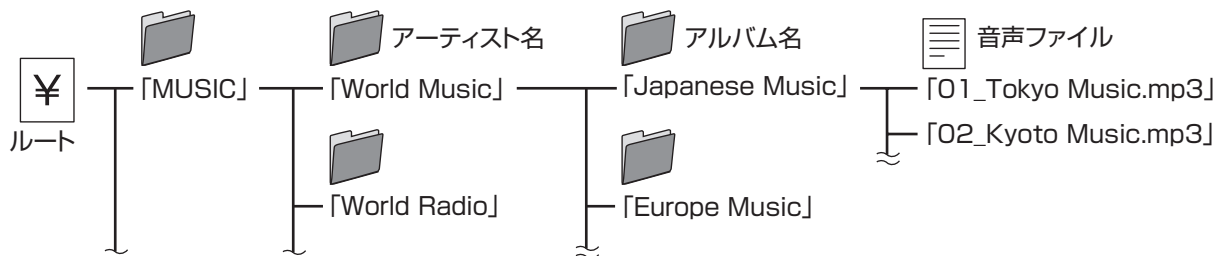 アーティスト名 アルバム名 音声ファイル
¥ 「MUSIC」 「World Music」 「Japanese Music」 「01_Tokyo Music.mp3」
ルート 「02_Kyoto Music.mp3」
「World Radio」 「Europe Music」